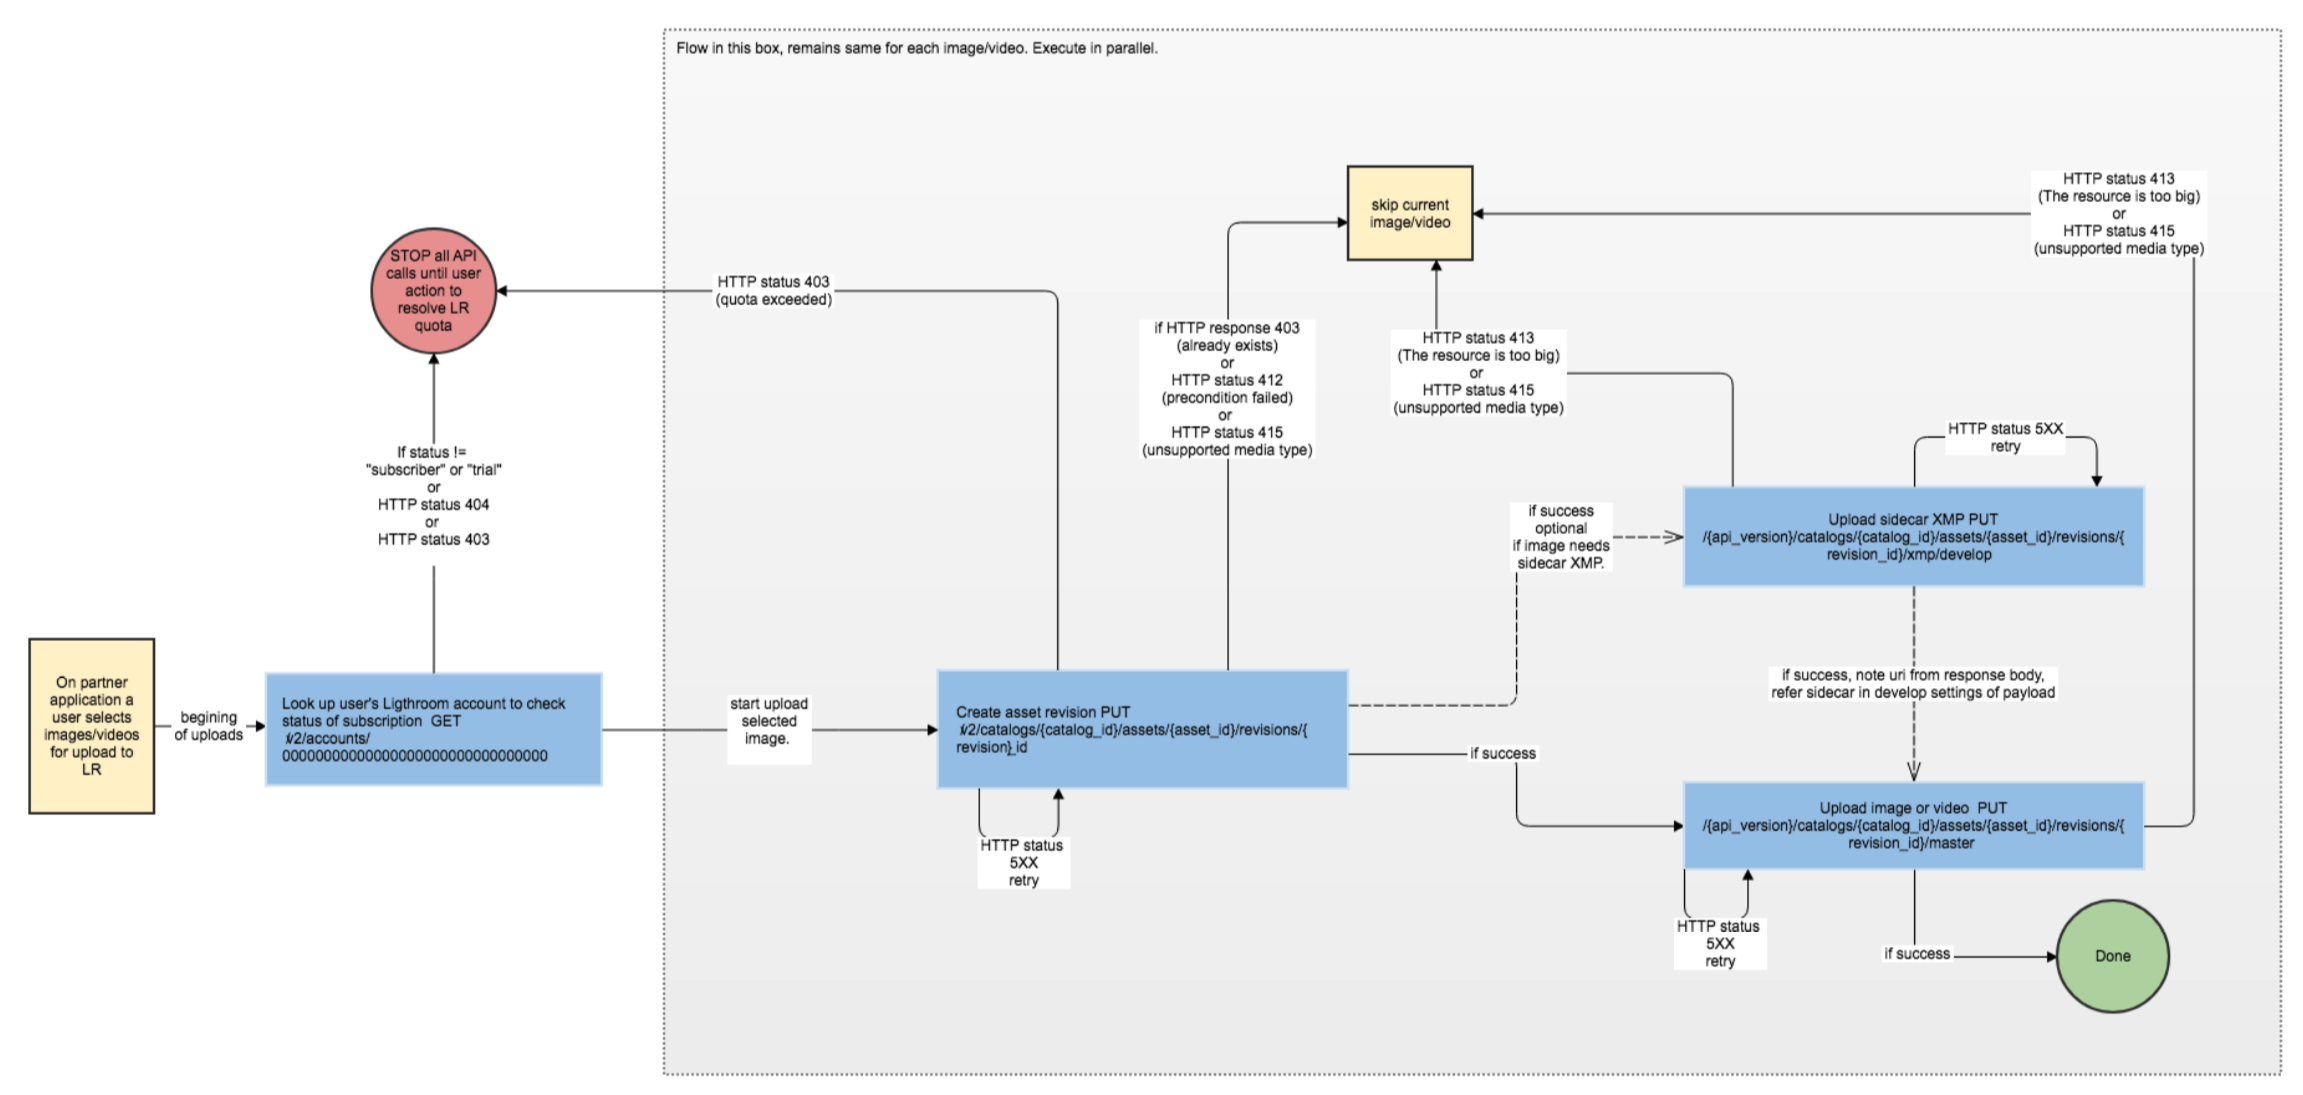 Flow in this box, remains same for each image/video. Execute in parallel.
On partner
application a
user selects
images/videos
for upload to
LR
begining
of uploads
Look up user's Ligthroom account to check
status of subscription GET
/v2/accounts/
00000000000000000000000000000000
If status !=
"subscriber" or "trial"
or
HTTP status 404
or
HTTP status 403
STOP all API
calls until user
action to
resolve LR
quota
HTTP status 403
(quota exceeded)
start upload
selected
image.
Create asset revision PUT
/v2/catalogs/{catalog_id}/assets/{asset_id}/revisions/{
revision}_id
HTTP status
5XX
retry
if HTTP response 403
(already exists)
or
HTTP status 412
(precondition failed)
or
HTTP status 415
(unsupported media type)
skip current
image/video
HTTP status 413
(The resource is too big)
or
HTTP status 415
(unsupported media type)
HTTP status 413
(The resource is too big)
or
HTTP status 415
(unsupported media type)
HTTP status 5XX
retry
if success
optional
if image needs
sidecar XMP.
Upload sidecar XMP PUT
/{api_version}/catalogs/{catalog_id}/assets/{asset_id}/revisions/{
revision_id}/xmp/develop
if success, note uri from response body,
refer sidecar in develop settings of payload
if success
Upload image or video PUT
/{api_version}/catalogs/{catalog_id}/assets/{asset_id}/revisions/{
revision_id}/master
HTTP status
5XX
retry
if success
Done